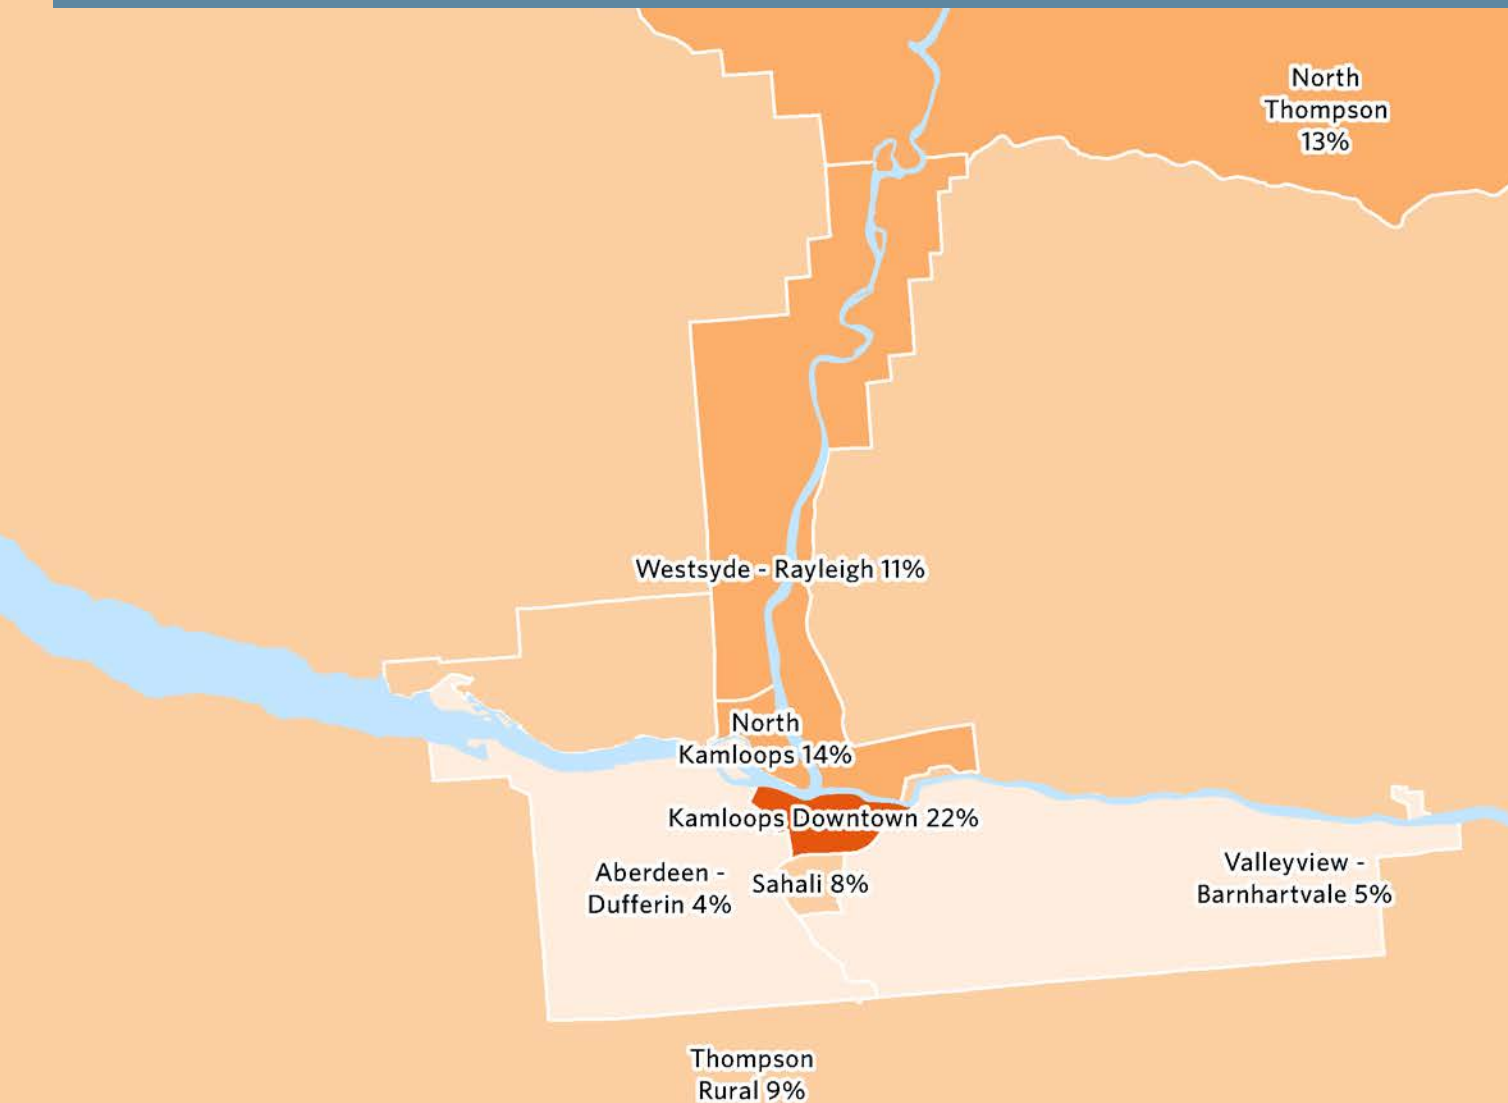 North
Thompson
13%
Westsyde - Rayleigh 11%
North
Kamloops 14%
Kamloops Downtown 22%
Aberdeen -
Dufferin 4%
Sahali 8%
Valleyview -
Barnhartvale 5%
Thompson
Rural 9%